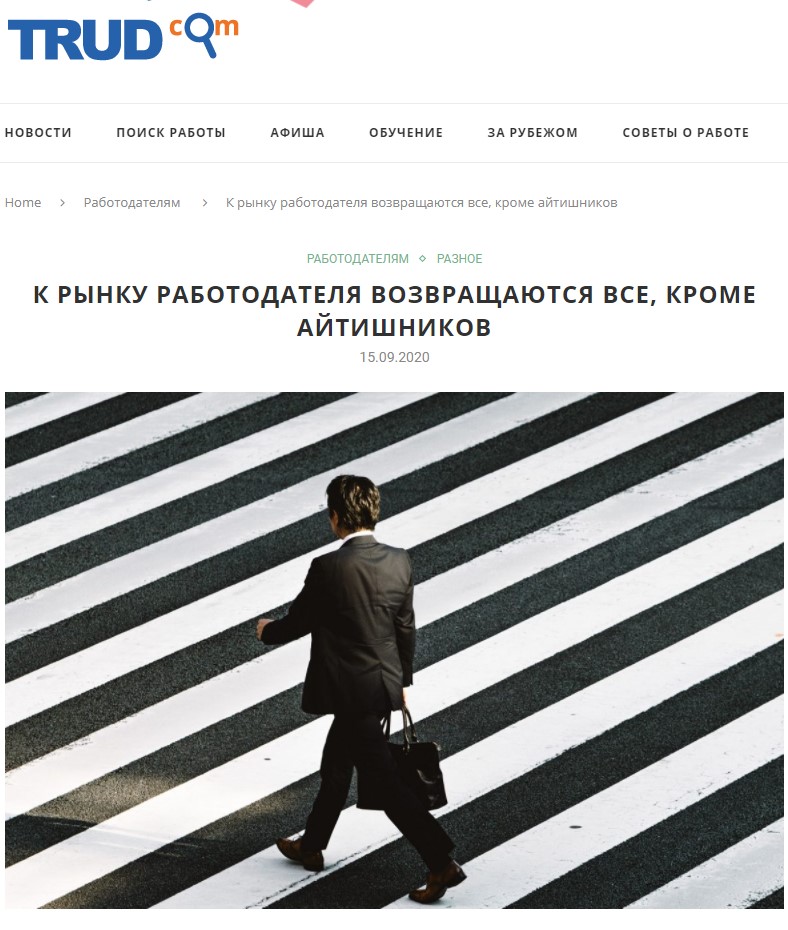 TRUD com
НОВОСТИ ПОИСК РАБОТЫ АФИША ОБУЧЕНИЕ ЗА РУБЕЖОМ СОВЕТЫ О РАБОТЕ
Home > Работодателям > К рынку работодателя возвращаются все, кроме айтишников
РАБОТОДАТЕЛЯМ ◇ РАЗНОЕ
К РЫНКУ РАБОТОДАТЕЛЯ ВОЗВРАЩАЮТСЯ ВСЕ, КРОМЕ
АЙТИШНИКОВ
15.09.2020